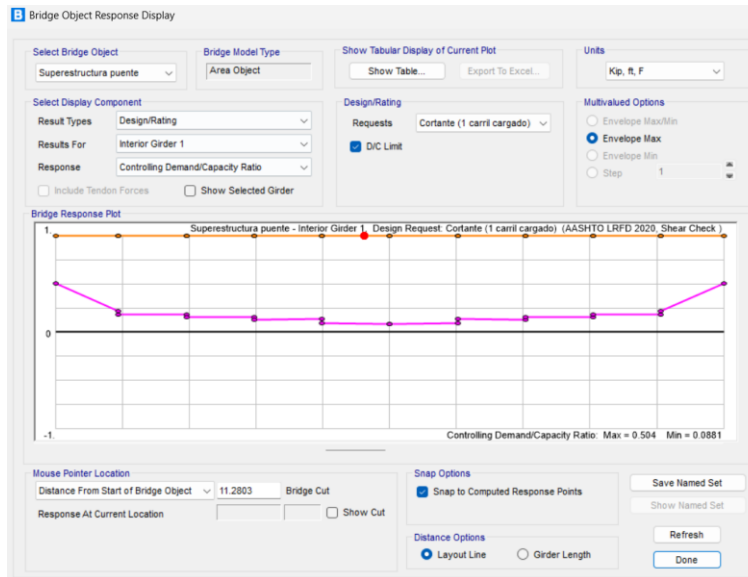 B Bridge Object Response Display
Select Bridge Object
Superestructura puente
Bridge Model Type
Area Object
Show Tabular Display of Current Plot
Show Table...
Export To Excel...
Units
Kip, ft, F
Select Display Component
Result Types
Design/Rating
Results For
Interior Girder 1
Response
Controlling Demand/Capacity Ratio
Include Tendon Forces
Show Selected Girder
Design/Rating
Requests
Cortante (1 carril cargado)
D/C Limit
Multivalued Options
Envelope Max/Min
Envelope Max
Envelope Min
Step
1
Bridge Response Plot
Superestructura puente - Interior Girder 1, Design Request: Cortante (1 carril cargado) (AASHTO LRFD 2020, Shear Check )
1.
0
-1.
Controlling Demand/Capacity Ratio: Max = 0.504 Min = 0.0881
Mouse Pointer Location
Distance From Start of Bridge Object
11.2803
Bridge Cut
Response At Current Location
Show Cut
Snap Options
Snap to Computed Response Points
Distance Options
Layout Line
Girder Length
Save Named Set
Show Named Set
Refresh
Done